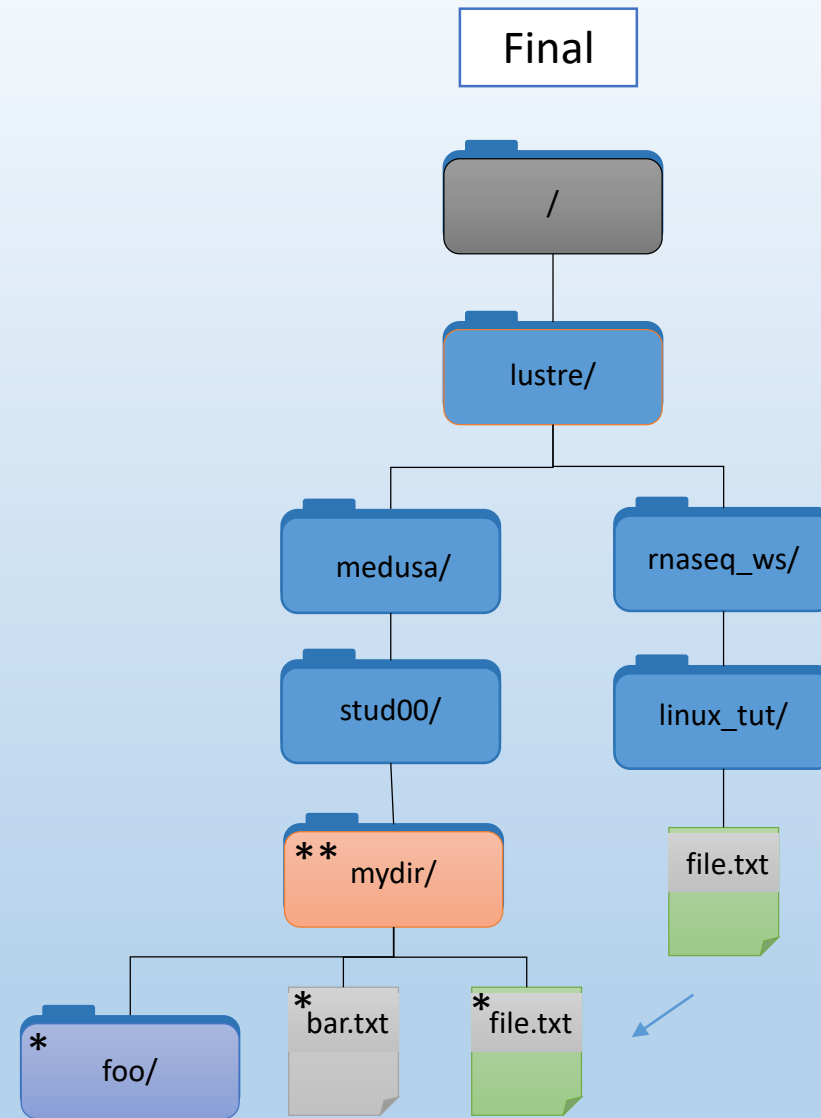 Final
/
lustre/
medusa/
rnaseq_ws/
stud00/
linux_tut/
** mydir/
file.txt
* foo/
* bar.txt
* file.txt